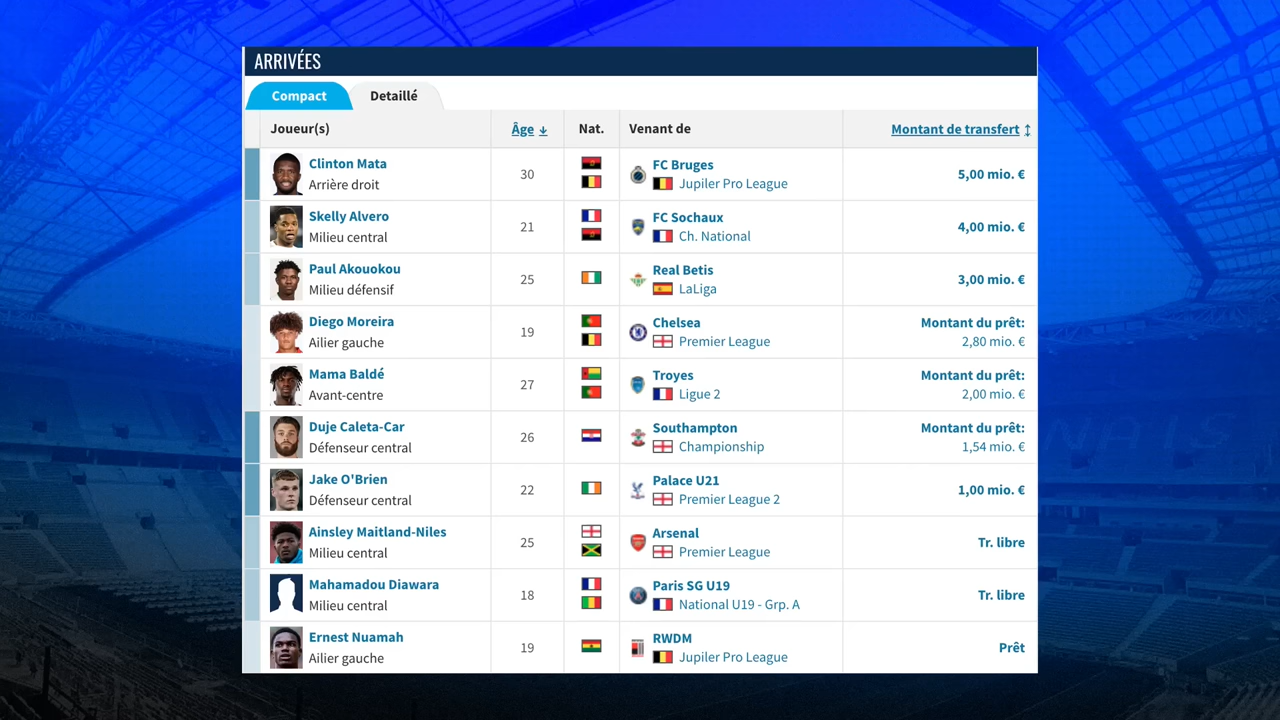 ARRIVÉES
Compact Detaillé
Joueur(s) Âge ↓ Nat. Venant de Montant de transfert ↕
Clinton Mata
Arrière droit
30
FC Bruges
Jupiler Pro League
5,00 mio. €
Skelly Alvero
Milieu central
21
FC Sochaux
Ch. National
4,00 mio. €
Paul Akouokou
Milieu défensif
25
Real Betis
LaLiga
3,00 mio. €
Diego Moreira
Ailier gauche
19
Chelsea
Premier League
Montant du prêt:
2,80 mio. €
Mama Baldé
Avant-centre
27
Troyes
Ligue 2
Montant du prêt:
2,00 mio. €
Duje Caleta-Car
Défenseur central
26
Southampton
Championship
Montant du prêt:
1,54 mio. €
Jake O'Brien
Défenseur central
22
Palace U21
Premier League 2
1,00 mio. €
Ainsley Maitland-Niles
Milieu central
25
Arsenal
Premier League
Tr. libre
Mahamadou Diawara
Milieu central
18
Paris SG U19
National U19 - Grp. A
Tr. libre
Ernest Nuamah
Ailier gauche
19
RWDM
Jupiler Pro League
Prêt